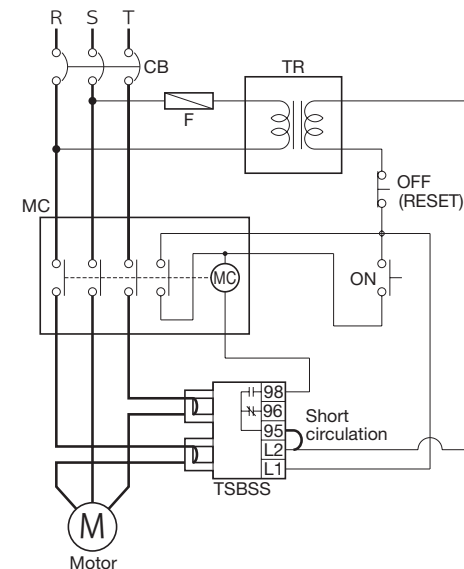 R S T
CB
TR
F
OFF
(RESET)
MC
MC
ON
98
96
95
L2
L1
Short
circulation
TSBSS
M
Motor